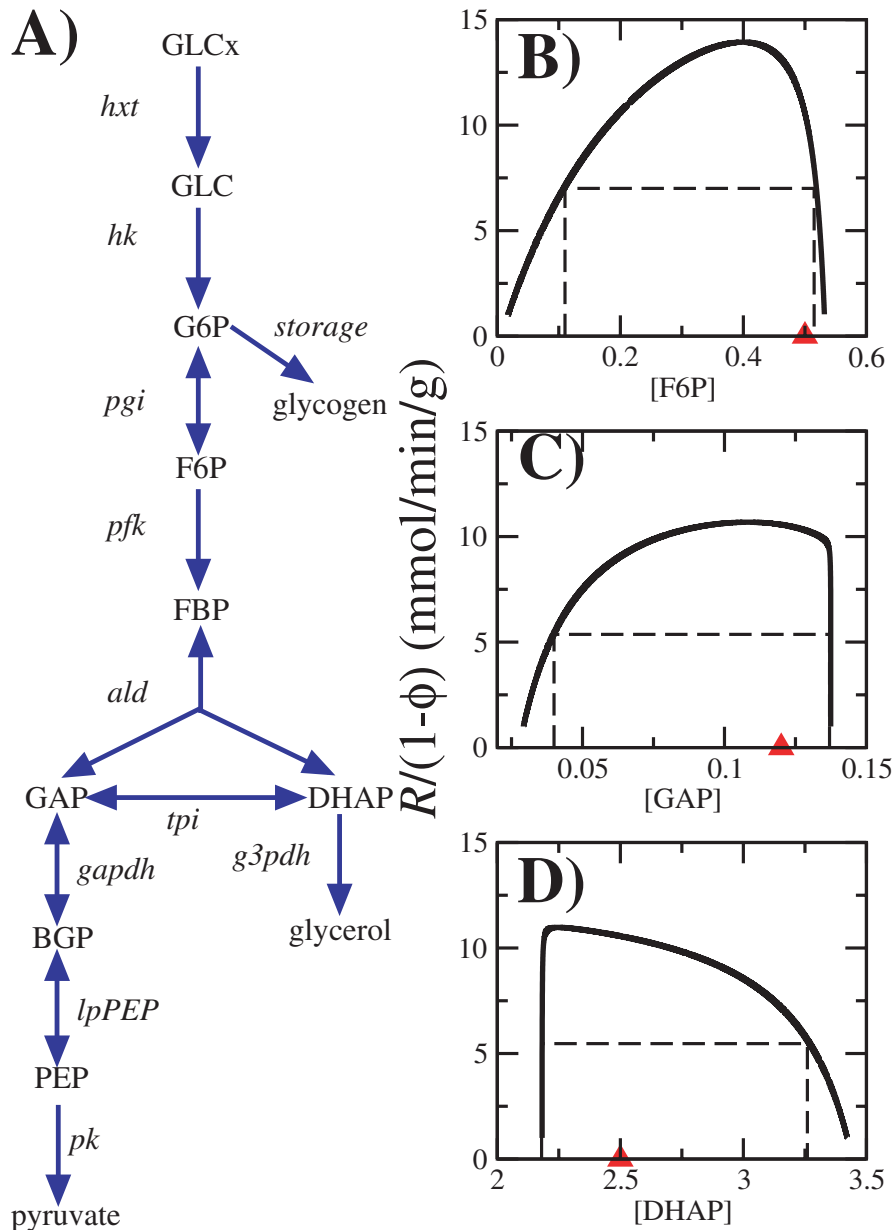 A)
GLCx
hxt
GLC
hk
G6P
storage
glycogen
pgi
F6P
pfk
FBP
ald
GAP
DHAP
tpi
gapdh
g3pdh
BGP
glycerol
lpPEP
PEP
pk
pyruvate
R/(1-ϕ) (mmol/min/g)
B)
15
10
5
0
0 0.2 0.4 0.6
[F6P]
C)
15
10
5
0
0.05 0.1 0.15
[GAP]
D)
15
10
5
0
2 2.5 3 3.5
[DHAP]